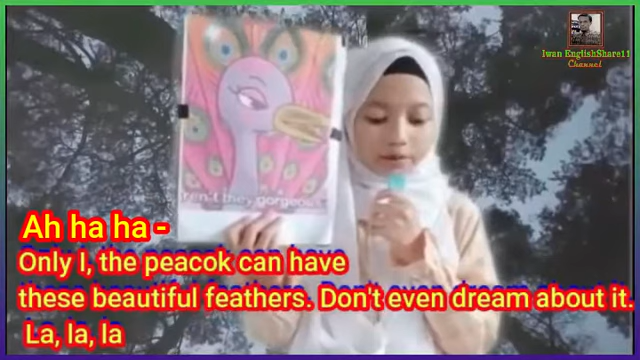 Iwan EnglishShare11
Channel
ren't they gorgeous
Ah ha ha -
Only I, the peacok can have
these beautiful feathers. Don't even dream about it.
La, la, la